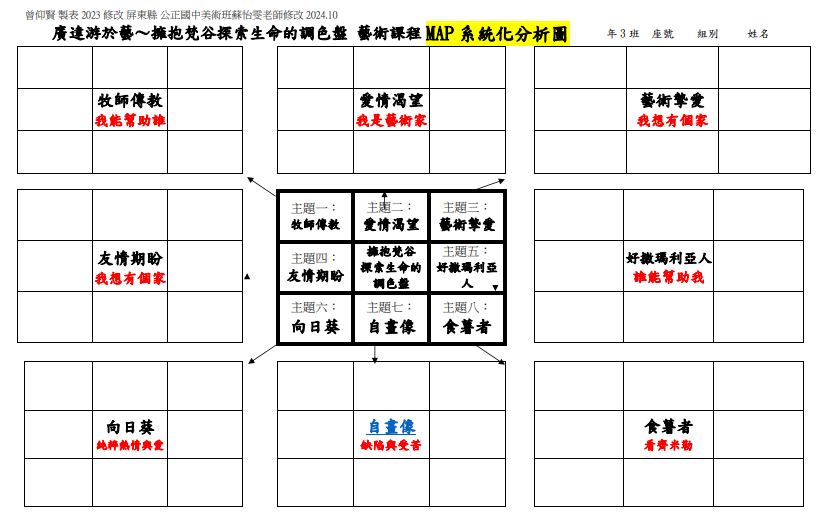 曾仰賢 製表 2023 修改 屏東縣 公正國中美術班蘇怡雯老師修改 2024.10
廣達游於藝～擁抱梵谷探索生命的調色盤 藝術課程 MAP 系統化分析圖 年 3 班 座號 組別 姓名
牧師傳教
我能幫助誰
愛情渴望
我是藝術家
藝術摯愛
我想有個家
主題一：
牧師傳教
主題二：
愛情渴望
主題三：
藝術摯愛
友情期盼
我想有個家
主題四：
友情期盼
擁抱梵谷
探索生命的
調色盤
主題五：
好撒瑪利亞
人
好撒瑪利亞人
誰能幫助我
主題六：
向日葵
主題七：
自畫像
主題八：
食薯者
向日葵
純粹熱情與愛
自畫像
缺陷與受苦
食薯者
看齊米勒